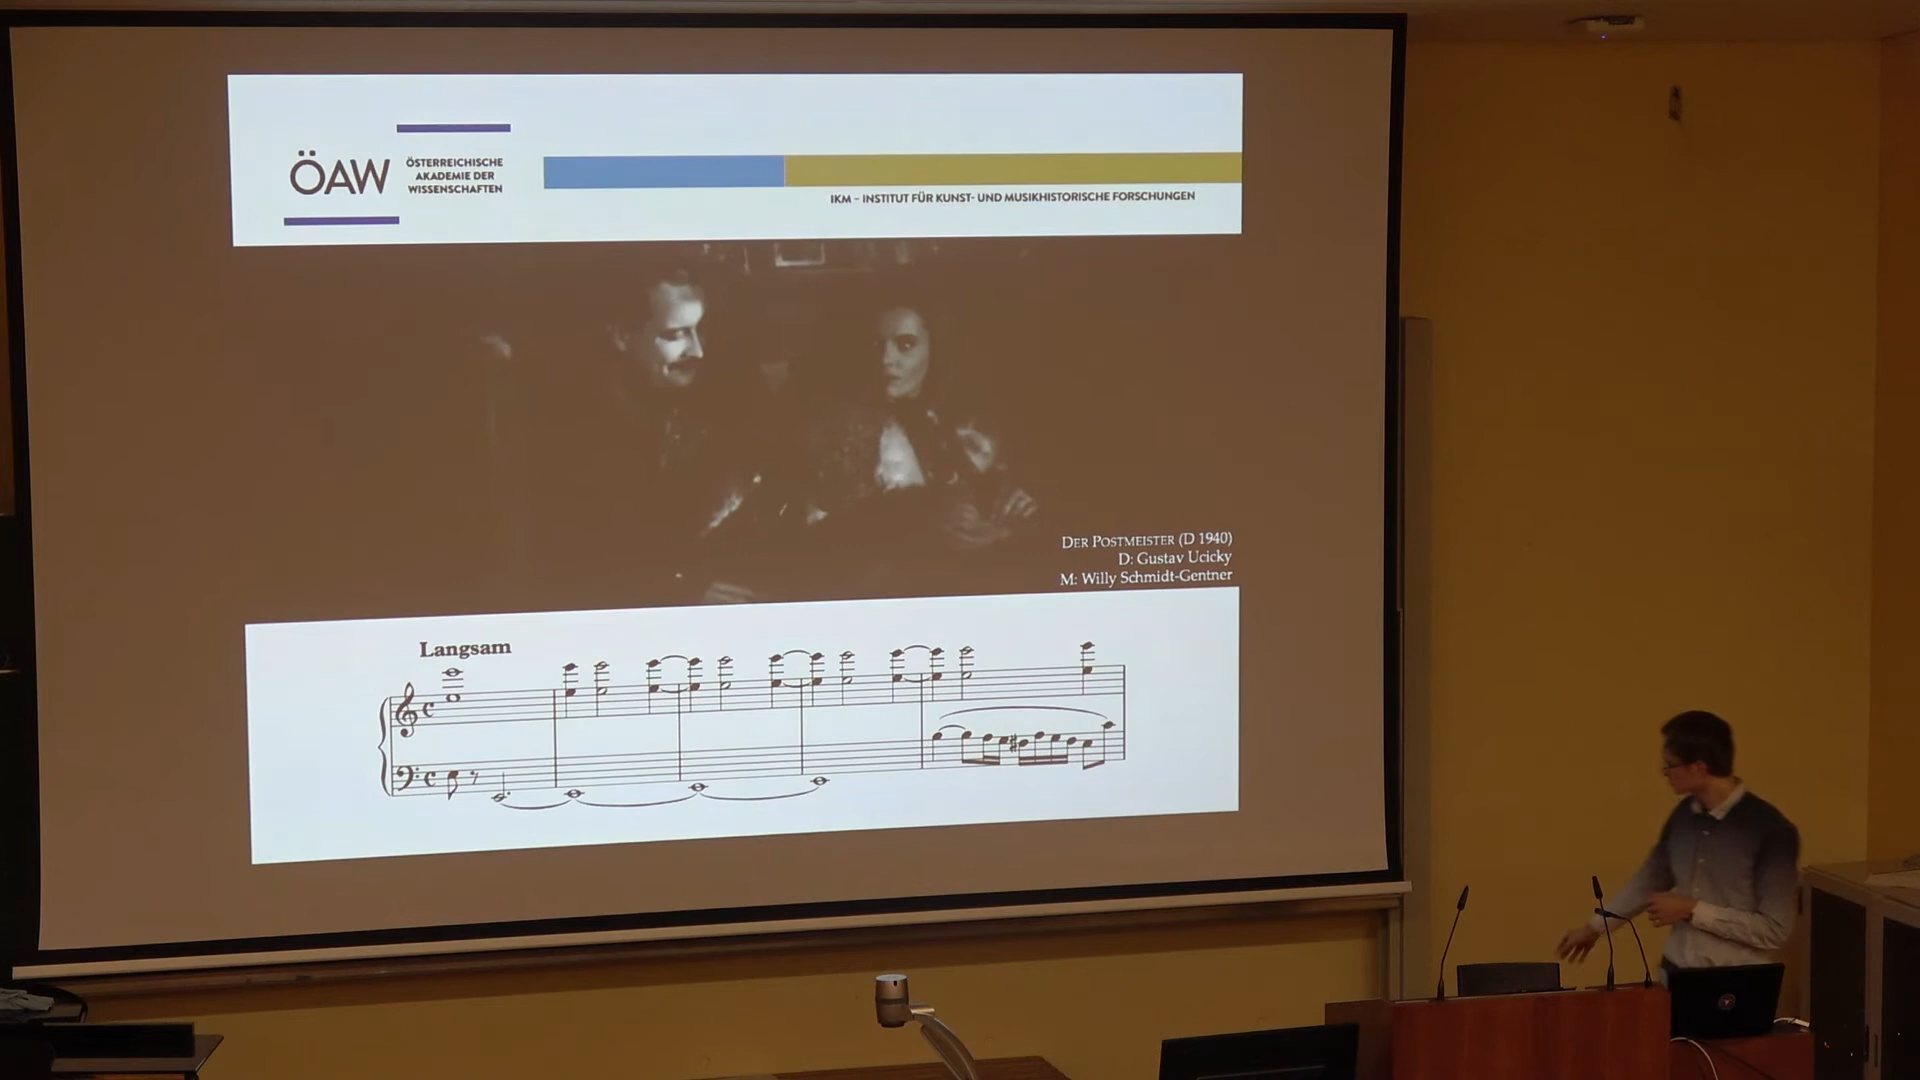 ÖAW
ÖSTERREICHISCHE
AKADEMIE DER
WISSENSCHAFTEN
IKM – INSTITUT FÜR KUNST- UND MUSIKHISTORISCHE FORSCHUNGEN
DER POSTMEISTER (D 1940)
D: Gustav Ucicky
M: Willy Schmidt-Gentner
Langsam